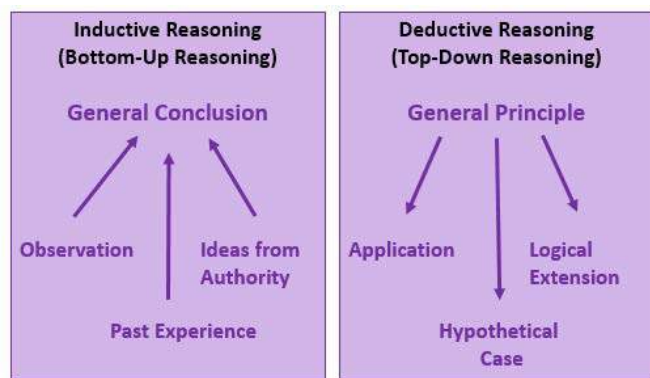 Inductive Reasoning
(Bottom-Up Reasoning)
General Conclusion
Observation
Ideas from
Authority
Past Experience
Deductive Reasoning
(Top-Down Reasoning)
General Principle
Application
Logical
Extension
Hypothetical
Case